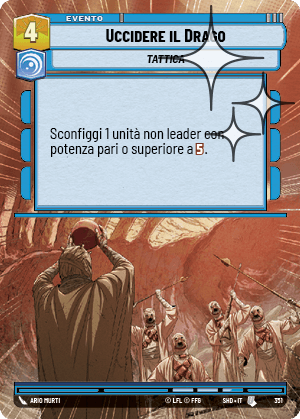 EVENTO
4
UCCIDERE IL DRAGO
TATTICA
Sconfiggi 1 unità non leader con
potenza pari o superiore a 5.
ARIO MURTI
© LFL © FFG
SHD • IT
351